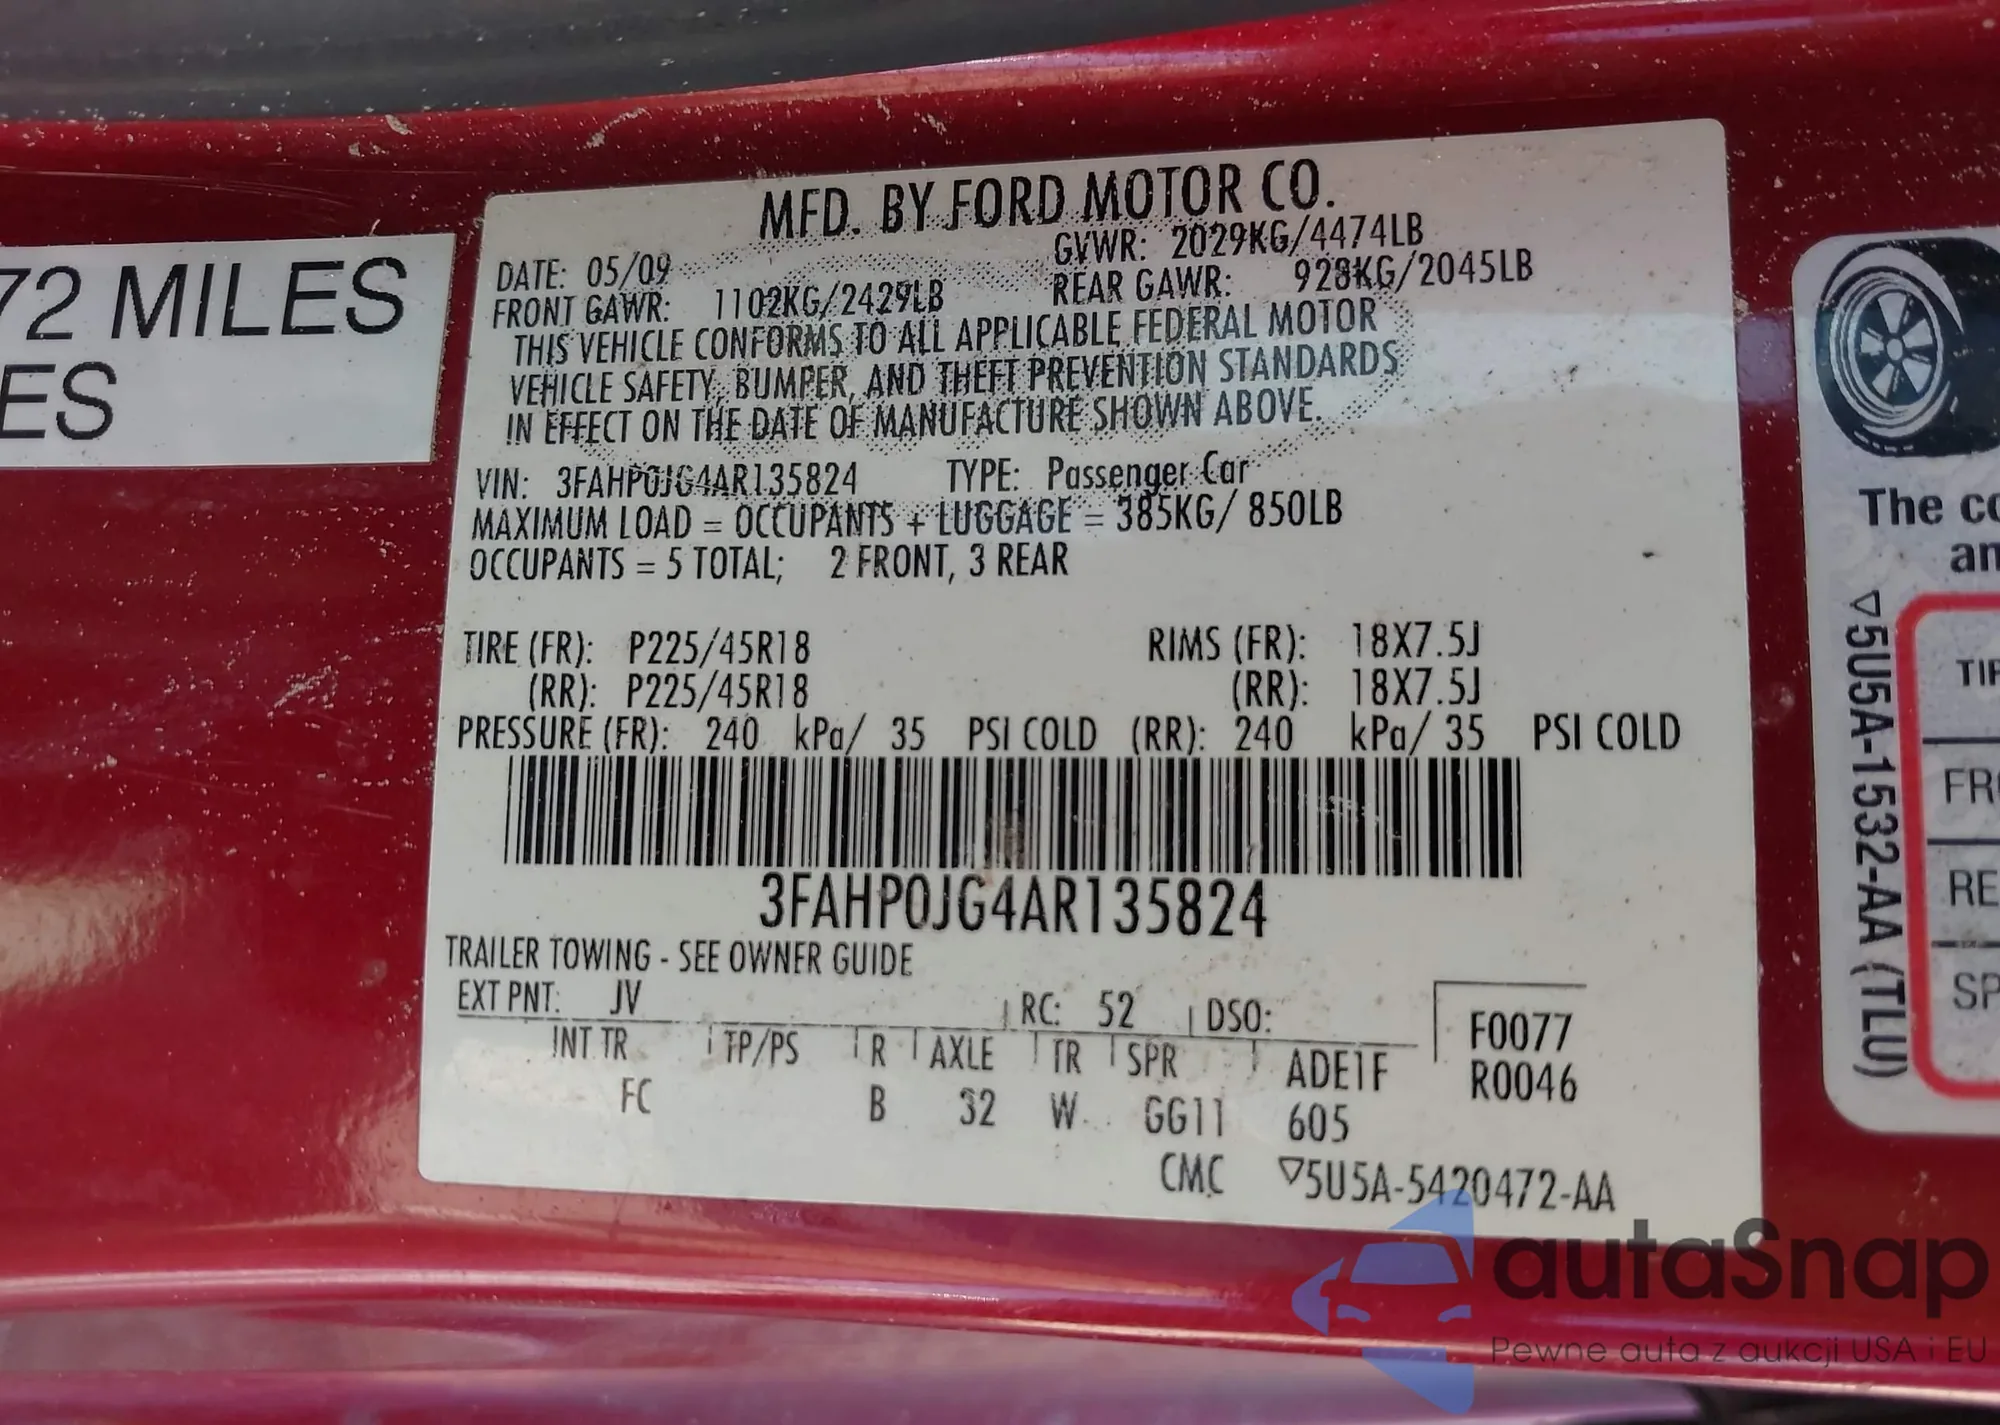 72 MILES
ES
MFD. BY FORD MOTOR CO.
DATE: 05/09 GVWR: 2029KG/4474LB
FRONT GAWR: 1102KG/2429LB REAR GAWR: 928KG/2045LB
THIS VEHICLE CONFORMS TO ALL APPLICABLE FEDERAL MOTOR
VEHICLE SAFETY, BUMPER, AND THEFT PREVENTION STANDARDS
IN EFFECT ON THE DATE OF MANUFACTURE SHOWN ABOVE.
VIN: 3FAHP0JG4AR135824 TYPE: Passenger Car
MAXIMUM LOAD = OCCUPANTS + LUGGAGE = 385KG/ 850LB
OCCUPANTS = 5 TOTAL; 2 FRONT, 3 REAR
TIRE (FR): P225/45R18 RIMS (FR): 18X7.5J
(RR): P225/45R18 (RR): 18X7.5J
PRESSURE (FR): 240 kPa/ 35 PSI COLD (RR): 240 kPa/ 35 PSI COLD
3FAHP0JG4AR135824
TRAILER TOWING - SEE OWNER GUIDE
EXT PNT: JV RC: 52 DSO:
INT TR TP/PS R AXLE TR SPR ADE1F
FC B 32 W GG11 605
F0077
R0046
CMC ▽5U5A-5420472-AA
The co
an
▽5U5A-1532-AA (TLU)
TIR
FRO
RE
SP
autaSnap
Pewne auta z aukcji USA i EU